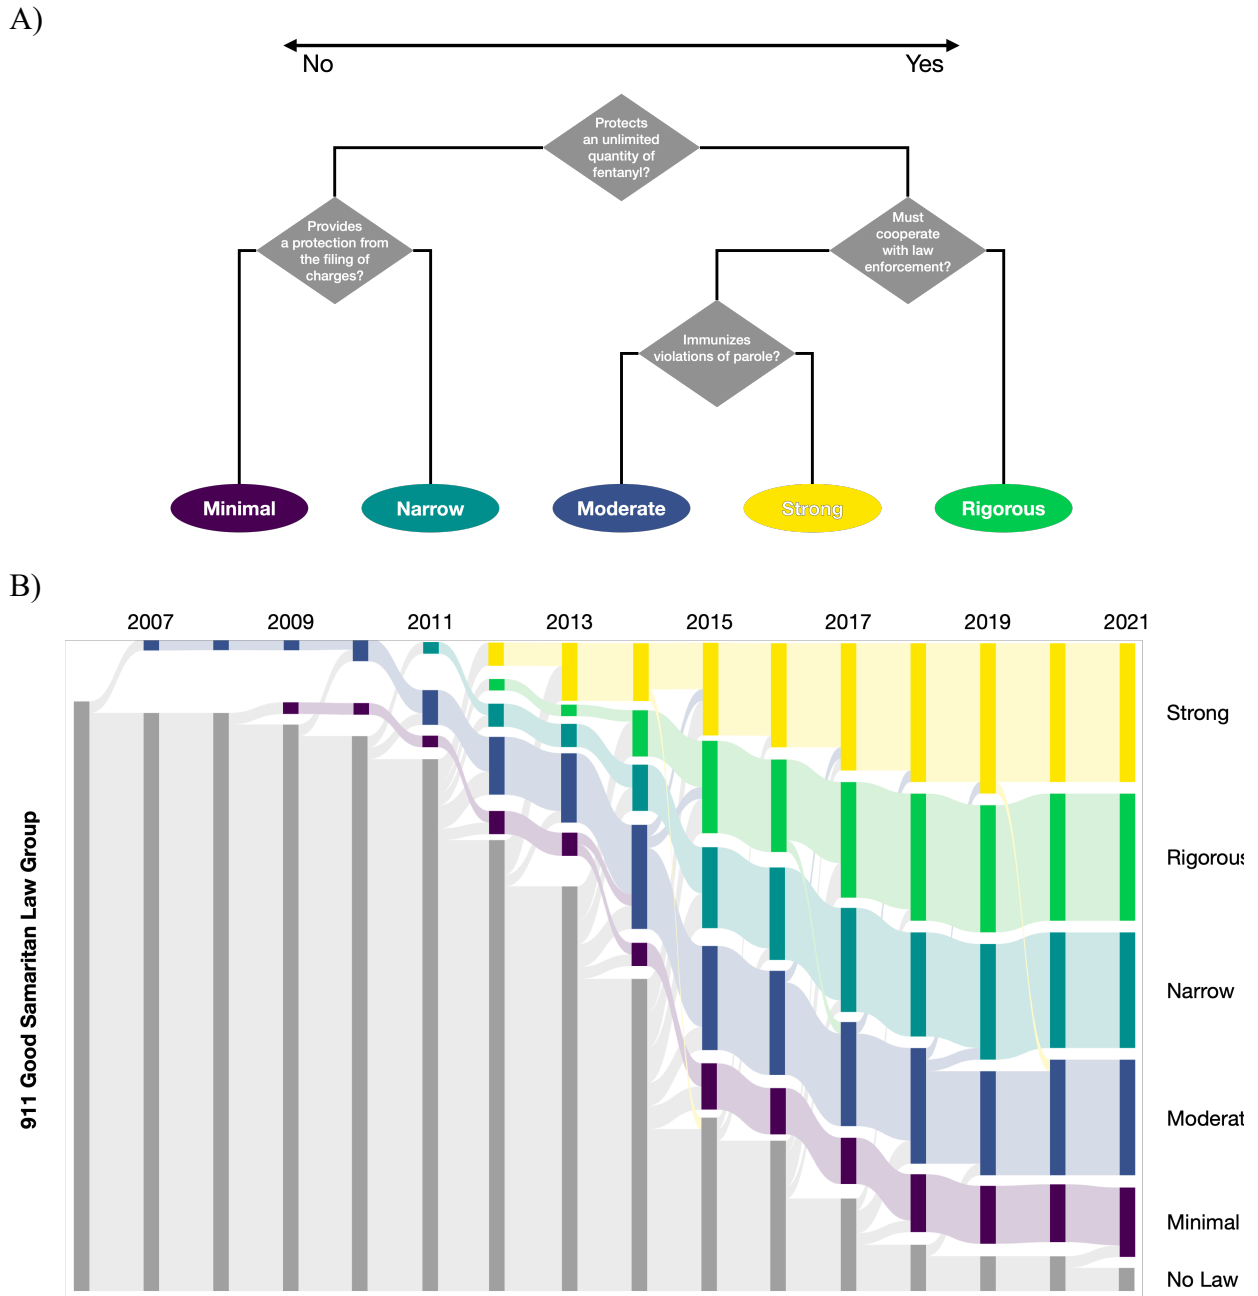 A)
No
Yes
Protects
an unlimited
quantity of
fentanyl?
Provides
a protection from
the filing of
charges?
Must
cooperate
with law
enforcement?
Immunizes
violations of parole?
Minimal
Narrow
Moderate
Strong
Rigorous
B)
2007
2009
2011
2013
2015
2017
2019
2021
911 Good Samaritan Law Group
Strong
Rigorous
Narrow
Moderat
Minimal
No Law